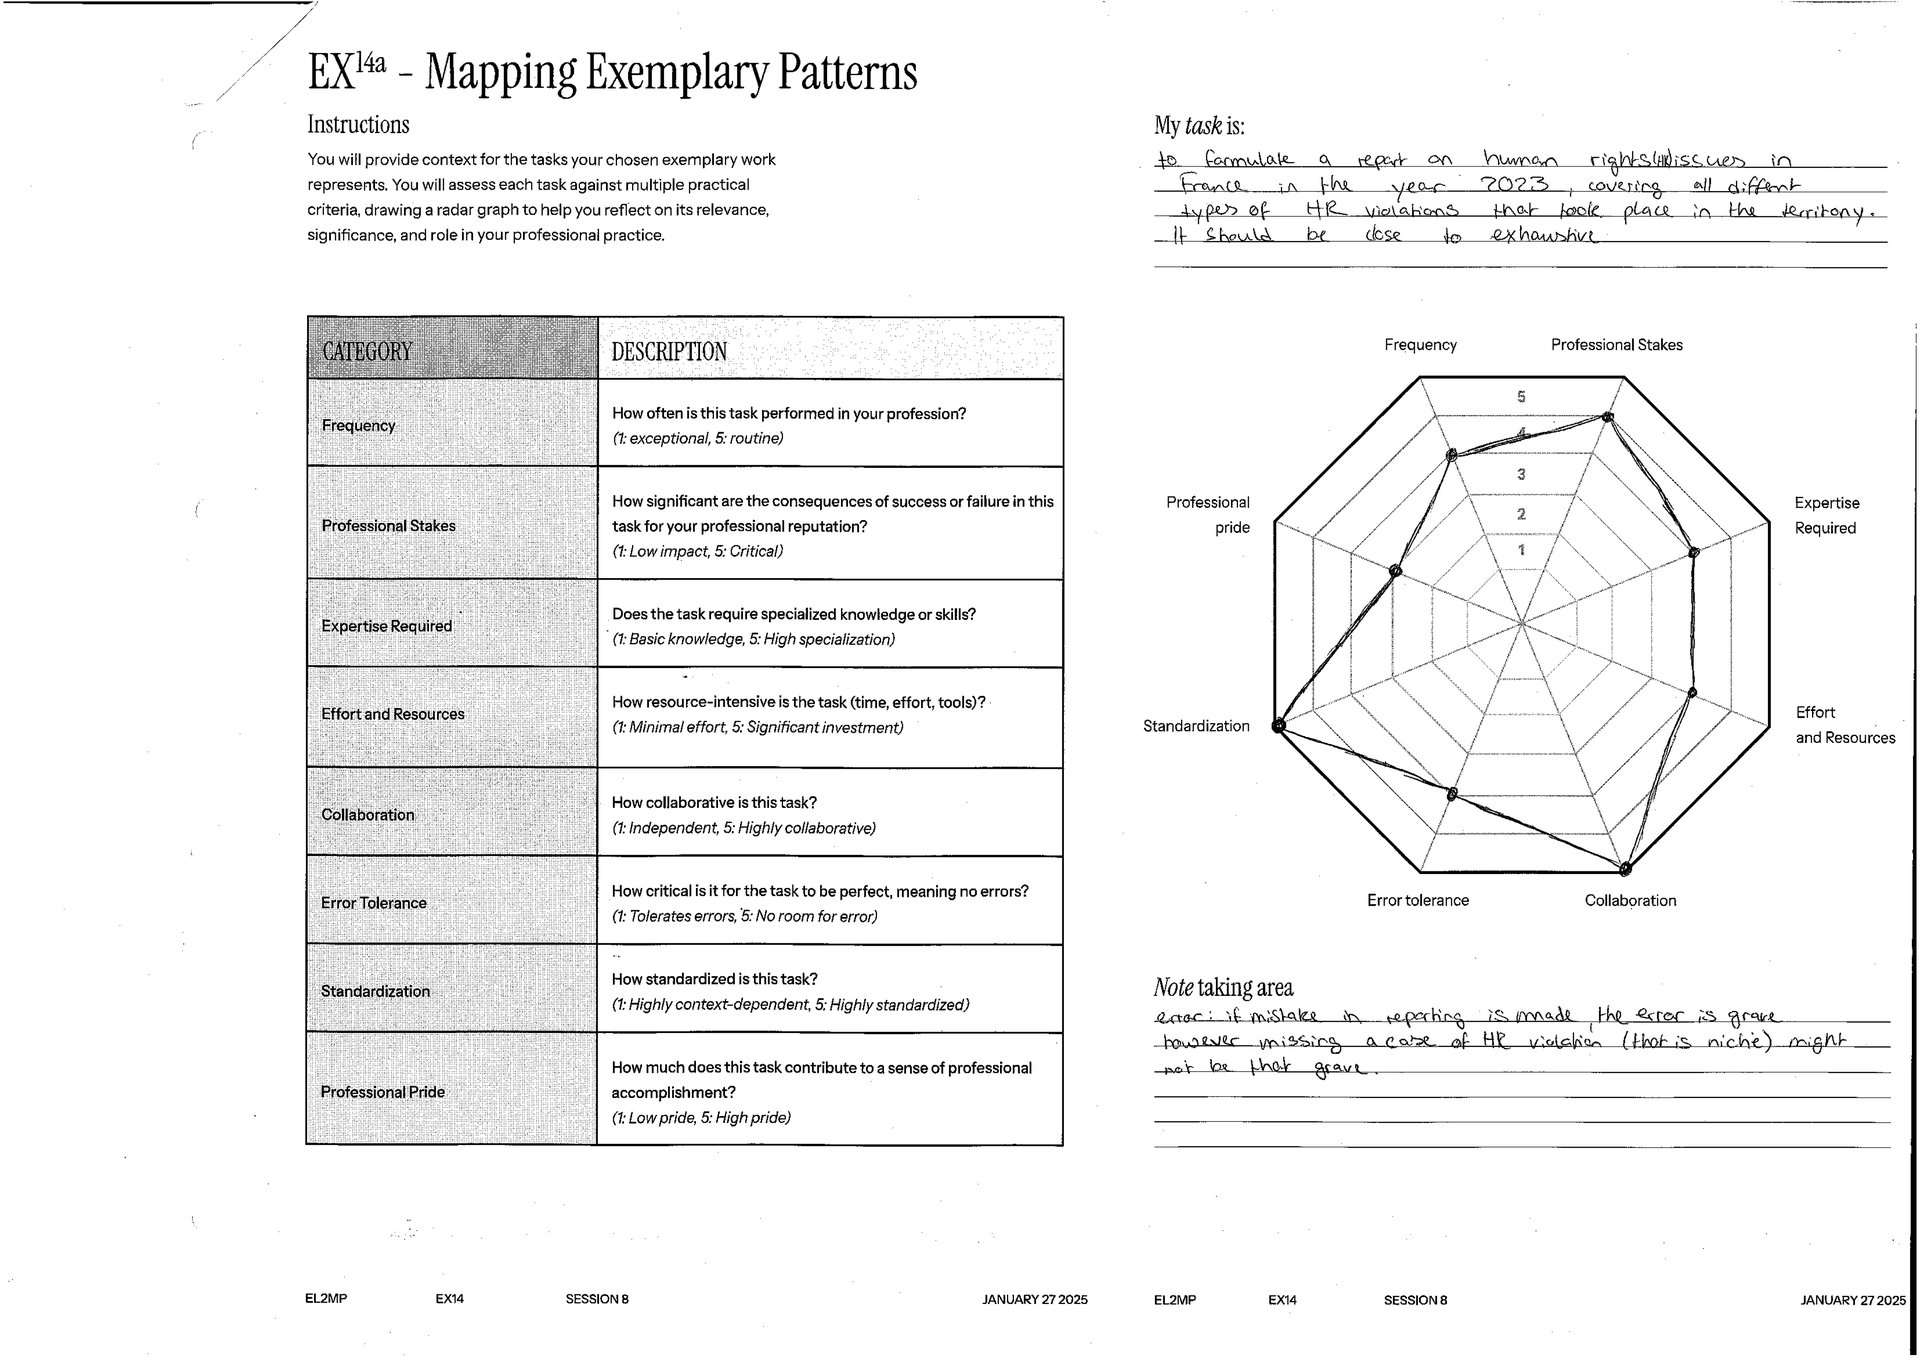 EX14a – Mapping Exemplary Patterns
Instructions
You will provide context for the tasks your chosen exemplary work
represents. You will assess each task against multiple practical
criteria, drawing a radar graph to help you reflect on its relevance,
significance, and role in your professional practice.
CATEGORY
DESCRIPTION
Frequency
How often is this task performed in your profession?
(1: exceptional, 5: routine)
Professional Stakes
How significant are the consequences of success or failure in this
task for your professional reputation?
(1: Low impact, 5: Critical)
Expertise Required
Does the task require specialized knowledge or skills?
(1: Basic knowledge, 5: High specialization)
Effort and Resources
How resource-intensive is the task (time, effort, tools)?
(1: Minimal effort, 5: Significant investment)
Collaboration
How collaborative is this task?
(1: Independent, 5: Highly collaborative)
Error Tolerance
How critical is it for the task to be perfect, meaning no errors?
(1: Tolerates errors, 5: No room for error)
Standardization
How standardized is this task?
(1: Highly context-dependent, 5: Highly standardized)
Professional Pride
How much does this task contribute to a sense of professional
accomplishment?
(1: Low pride, 5: High pride)
EL2MP EX14 SESSION 8 JANUARY 27 2025
My task is:
to formulate a report on human rights(HR)issues in
France in the year 2023, covering all diffent
types of HR violations that took place in the territory.
It should be close to exhaustive
Frequency
Professional Stakes
5
4
3
2
1
Professional
pride
Expertise
Required
Standardization
Effort
and Resources
Error tolerance
Collaboration
Note taking area
error: if mistake in reporting is made, the error is grave
however missing a case of HR violation (that is niche) might
not be that grave.
EL2MP EX14 SESSION 8 JANUARY 27 2025